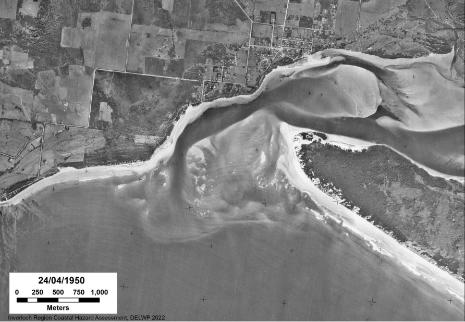 24/04/1950
0 250 500 750 1,000
Meters
Inverloch Region Coastal Hazard Assessment, DELWP 2022